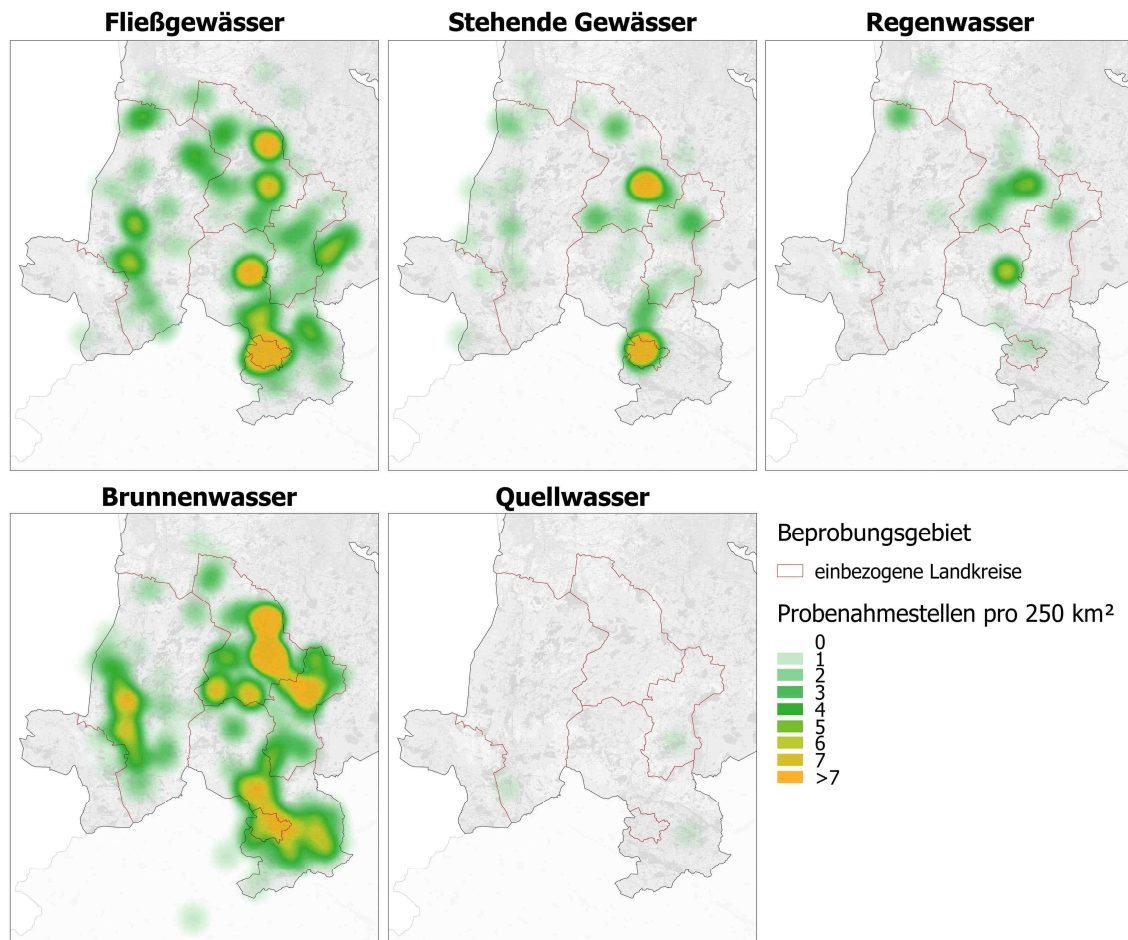 Fließgewässer
Stehende Gewässer
Regenwasser
Brunnenwasser
Quellwasser
Beprobungsgebiet
einbezogene Landkreise
Probenahmestellen pro 250 km²
0
1
2
3
4
5
6
7
>7